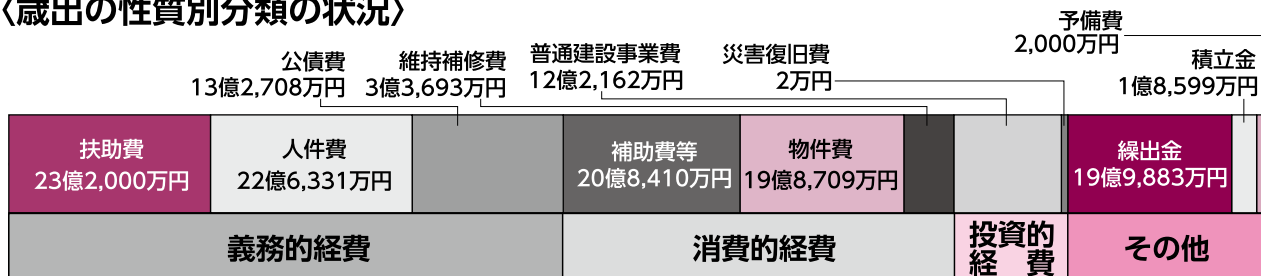 〈歳出の性質別分類の状況〉
公債費
13億2,708万円
維持補修費
3億3,693万円
普通建設事業費
12億2,162万円
災害復旧費
2万円
予備費
2,000万円
積立金
1億8,599万円
扶助費
23億2,000万円
人件費
22億6,331万円
補助費等
20億8,410万円
物件費
19億8,709万円
繰出金
19億9,883万円
義務的経費
消費的経費
投資的
経　費
その他